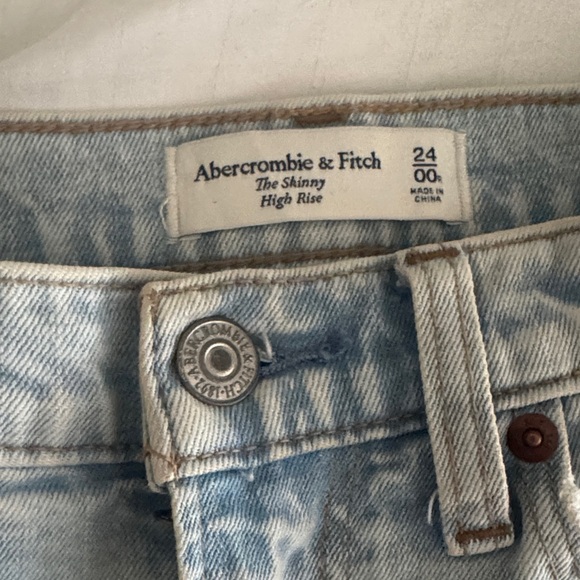 Abercrombie & Fitch
The Skinny
High Rise
24
00R
MADE IN
CHINA
ABERCROMBIE & FITCH · 1892 ·